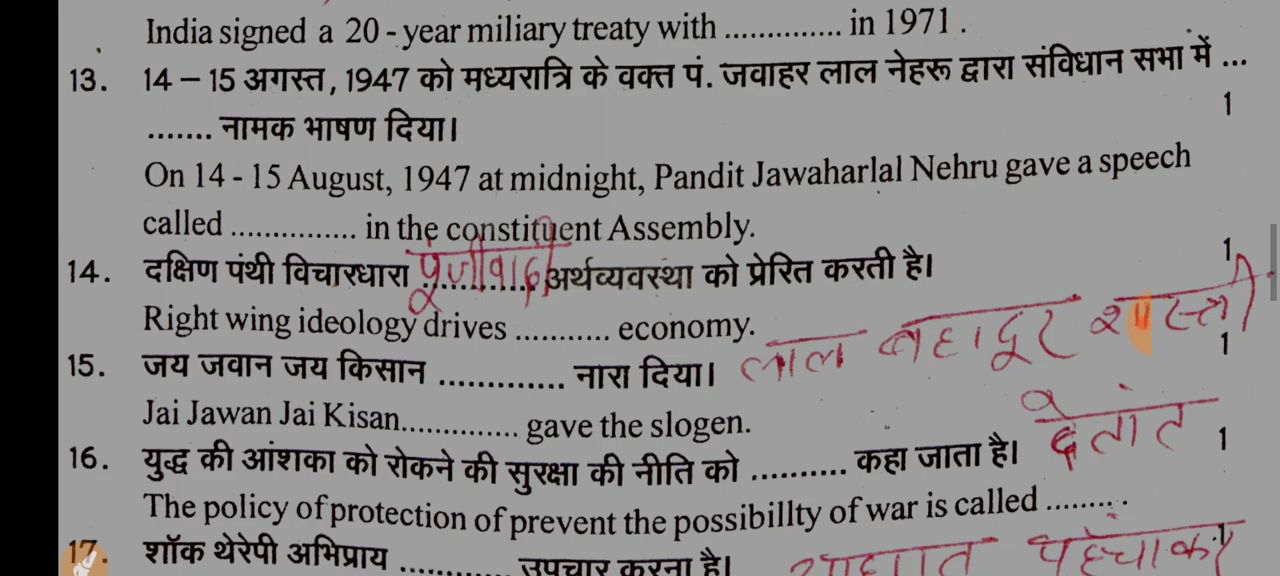 India signed a 20 - year miliary treaty with .............. in 1971 .
13. 14 – 15 अगस्त, 1947 को मध्यरात्रि के वक्त पं. जवाहर लाल नेहरू द्वारा संविधान सभा में ...
1
....... नामक भाषण दिया।
On 14 - 15 August, 1947 at midnight, Pandit Jawaharlal Nehru gave a speech
called ............... in the constituent Assembly.
1
14. दक्षिण पंथी विचारधारा पूंजीवादी अर्थव्यवस्था को प्रेरित करती है।
Right wing ideology drives ........... economy.
लाल बहादूर शास्त्री
1
15. जय जवान जय किसान .............. नारा दिया।
Jai Jawan Jai Kisan.............. gave the slogen.
16. युद्ध की आंशका को रोकने की सुरक्षा की नीति को .......... कहा जाता है। देतांत 1
The policy of protection of prevent the possibillty of war is called .........
17. शॉक थेरेपी अभिप्राय .............. उपचार करना है। आघात पहुंचाकर 1